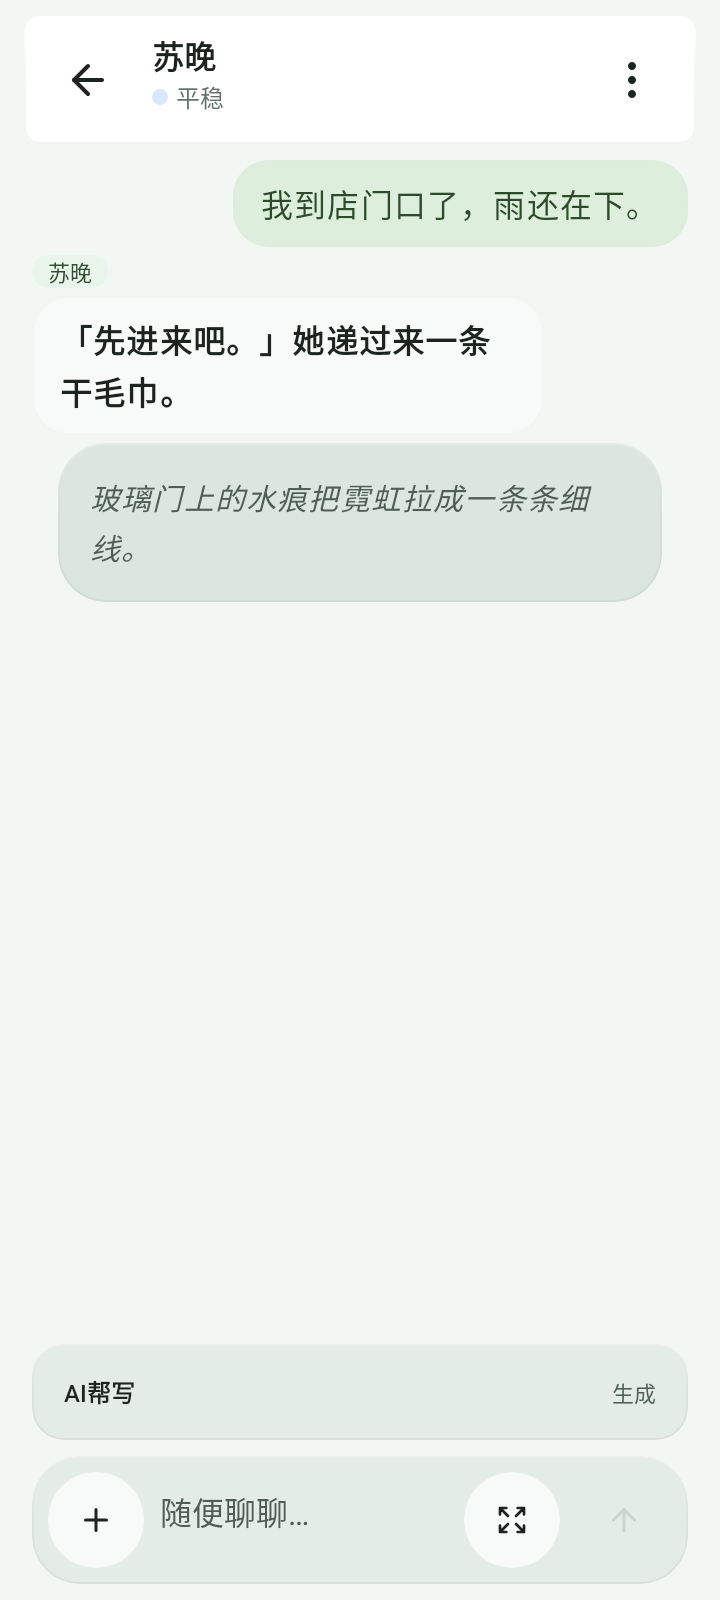 苏晚
平稳
我到店门口了，雨还在下。
苏晚
「先进来吧。」她递过来一条
干毛巾。
玻璃门上的水痕把霓虹拉成一条条细
线。
AI帮写
生成
随便聊聊...